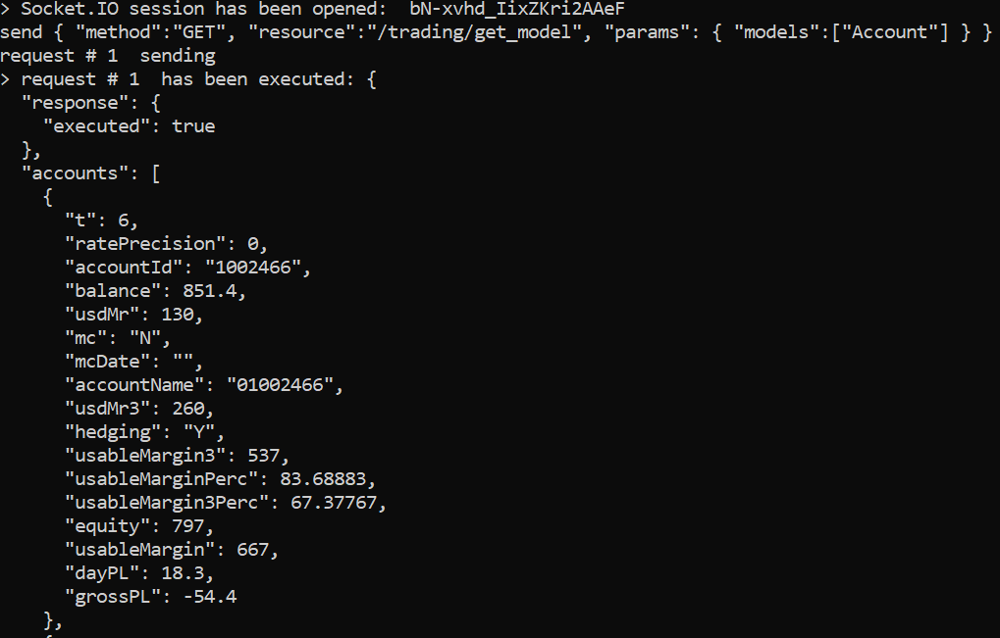 > Socket.IO session has been opened:  bN-xvhd_IixZKri2AAeF
send { "method":"GET", "resource":"/trading/get_model", "params": { "models":["Account"] } }
request # 1  sending
> request # 1  has been executed: {
  "response": {
    "executed": true
  },
  "accounts": [
    {
      "t": 6,
      "ratePrecision": 0,
      "accountId": "1002466",
      "balance": 851.4,
      "usdMr": 130,
      "mc": "N",
      "mcDate": "",
      "accountName": "01002466",
      "usdMr3": 260,
      "hedging": "Y",
      "usableMargin3": 537,
      "usableMarginPerc": 83.68883,
      "usableMargin3Perc": 67.37767,
      "equity": 797,
      "usableMargin": 667,
      "dayPL": 18.3,
      "grossPL": -54.4
    },